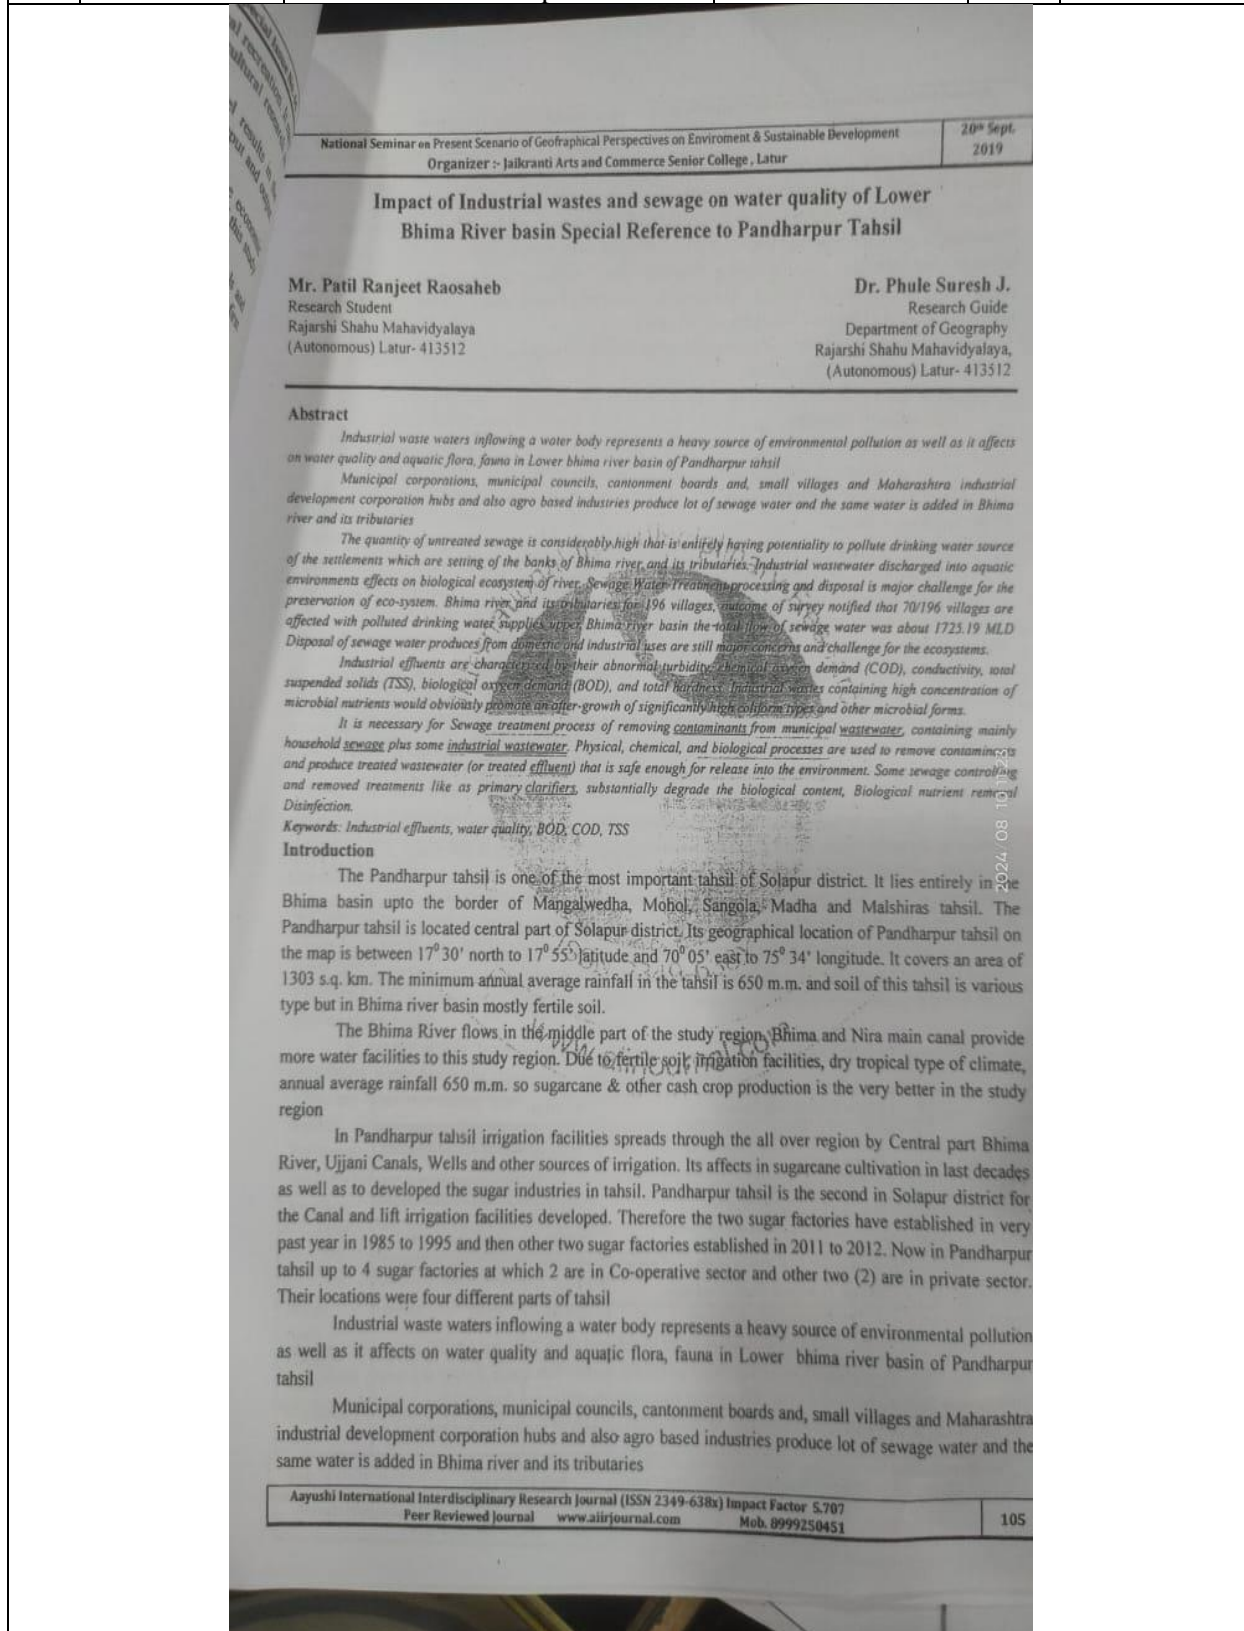 National Seminar on Present Scenario of Geofraphical Perspectives on Enviroment & Sustainable Development
Organizer :- Jaikranti Arts and Commerce Senior College, Latur
20th Sept.
2019
Impact of Industrial wastes and sewage on water quality of Lower
Bhima River basin Special Reference to Pandharpur Tahsil
Mr. Patil Ranjeet Raosaheb
Research Student
Rajarshi Shahu Mahavidyalaya
(Autonomous) Latur- 413512
Dr. Phule Suresh J.
Research Guide
Department of Geography
Rajarshi Shahu Mahavidyalaya,
(Autonomous) Latur- 413512
Abstract
Industrial waste waters inflowing a water body represents a heavy source of environmental pollution as well as it affects
on water quality and aquatic flora, fauna in Lower bhima river basin of Pandharpur tahsil
Municipal corporations, municipal councils, cantonment boards and, small villages and Maharashtra industrial
development corporation hubs and also agro based industries produce lot of sewage water and the same water is added in Bhima
river and its tributaries
The quantity of untreated sewage is considerably high that is entirely having potentiality to pollute drinking water source
of the settlements which are setting of the banks of Bhima river and its tributaries. Industrial wastewater discharged into aquatic
environments effects on biological ecosystem of river. Sewage Water Treatment processing and disposal is major challenge for the
preservation of eco-system. Bhima river and its tributaries for 196 villages, outcome of survey notified that 70/196 villages are
affected with polluted drinking water supplies upper Bhima river basin the total flow of sewage water was about 1725.19 MLD
Disposal of sewage water produces from domestic and industrial uses are still major concerns and challenge for the ecosystems.
Industrial effluents are characterized by their abnormal turbidity, chemical oxygen demand (COD), conductivity, total
suspended solids (TSS), biological oxygen demand (BOD), and total hardness. Industrial wastes containing high concentration of
microbial nutrients would obviously promote an after-growth of significantly high coliform types and other microbial forms.
It is necessary for Sewage treatment process of removing contaminants from municipal wastewater, containing mainly
household sewage plus some industrial wastewater. Physical, chemical, and biological processes are used to remove contaminants
and produce treated wastewater (or treated effluent) that is safe enough for release into the environment. Some sewage controlling
and removed treatments like as primary clarifiers, substantially degrade the biological content, Biological nutrient removal
Disinfection.
Keywords: Industrial effluents, water quality, BOD, COD, TSS
Introduction
The Pandharpur tahsil is one of the most important tahsil of Solapur district. It lies entirely in the
Bhima basin upto the border of Mangalwedha, Mohol, Sangola, Madha and Malshiras tahsil. The
Pandharpur tahsil is located central part of Solapur district. Its geographical location of Pandharpur tahsil on
the map is between 17⁰ 30' north to 17⁰ 55' latitude and 70⁰ 05' east to 75⁰ 34' longitude. It covers an area of
1303 s.q. km. The minimum annual average rainfall in the tahsil is 650 m.m. and soil of this tahsil is various
type but in Bhima river basin mostly fertile soil.
The Bhima River flows in the middle part of the study region, Bhima and Nira main canal provide
more water facilities to this study region. Due to fertile soil, irrigation facilities, dry tropical type of climate,
annual average rainfall 650 m.m. so sugarcane & other cash crop production is the very better in the study
region
In Pandharpur tahsil irrigation facilities spreads through the all over region by Central part Bhima
River, Ujjani Canals, Wells and other sources of irrigation. Its affects in sugarcane cultivation in last decades
as well as to developed the sugar industries in tahsil. Pandharpur tahsil is the second in Solapur district for
the Canal and lift irrigation facilities developed. Therefore the two sugar factories have established in very
past year in 1985 to 1995 and then other two sugar factories established in 2011 to 2012. Now in Pandharpur
tahsil up to 4 sugar factories at which 2 are in Co-operative sector and other two (2) are in private sector.
Their locations were four different parts of tahsil
Industrial waste waters inflowing a water body represents a heavy source of environmental pollution
as well as it affects on water quality and aquatic flora, fauna in Lower bhima river basin of Pandharpur
tahsil
Municipal corporations, municipal councils, cantonment boards and, small villages and Maharashtra
industrial development corporation hubs and also agro based industries produce lot of sewage water and the
same water is added in Bhima river and its tributaries
Aayushi International Interdisciplinary Research Journal (ISSN 2349-638x) Impact Factor 5.707
Peer Reviewed Journal www.aiirjournal.com Mob. 8999250451
105